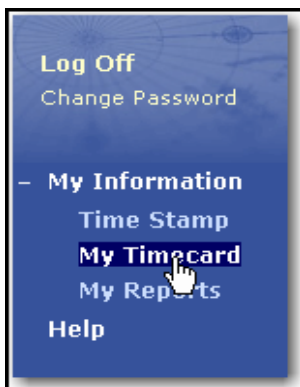 Log Off
Change Password
– My Information
Time Stamp
My Timecard
My Reports
Help